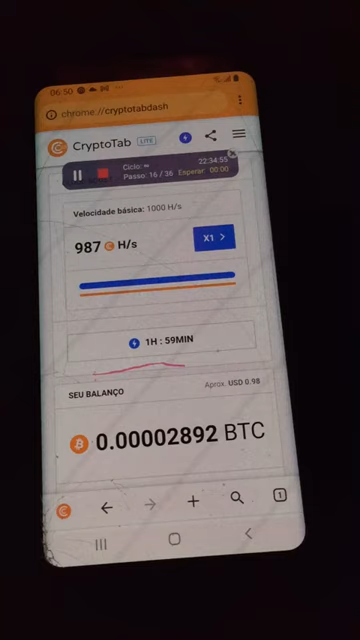 06:50
chrome://cryptotabdash
CryptoTab LITE
Ciclo: ∞ 22:34:55
Passo: 16 / 36 Esperar: 00:00
Velocidade básica: 1000 H/s
987 H/s X1
1H : 59MIN
SEU BALANÇO Aprox. USD 0.98
0.00002892 BTC
1